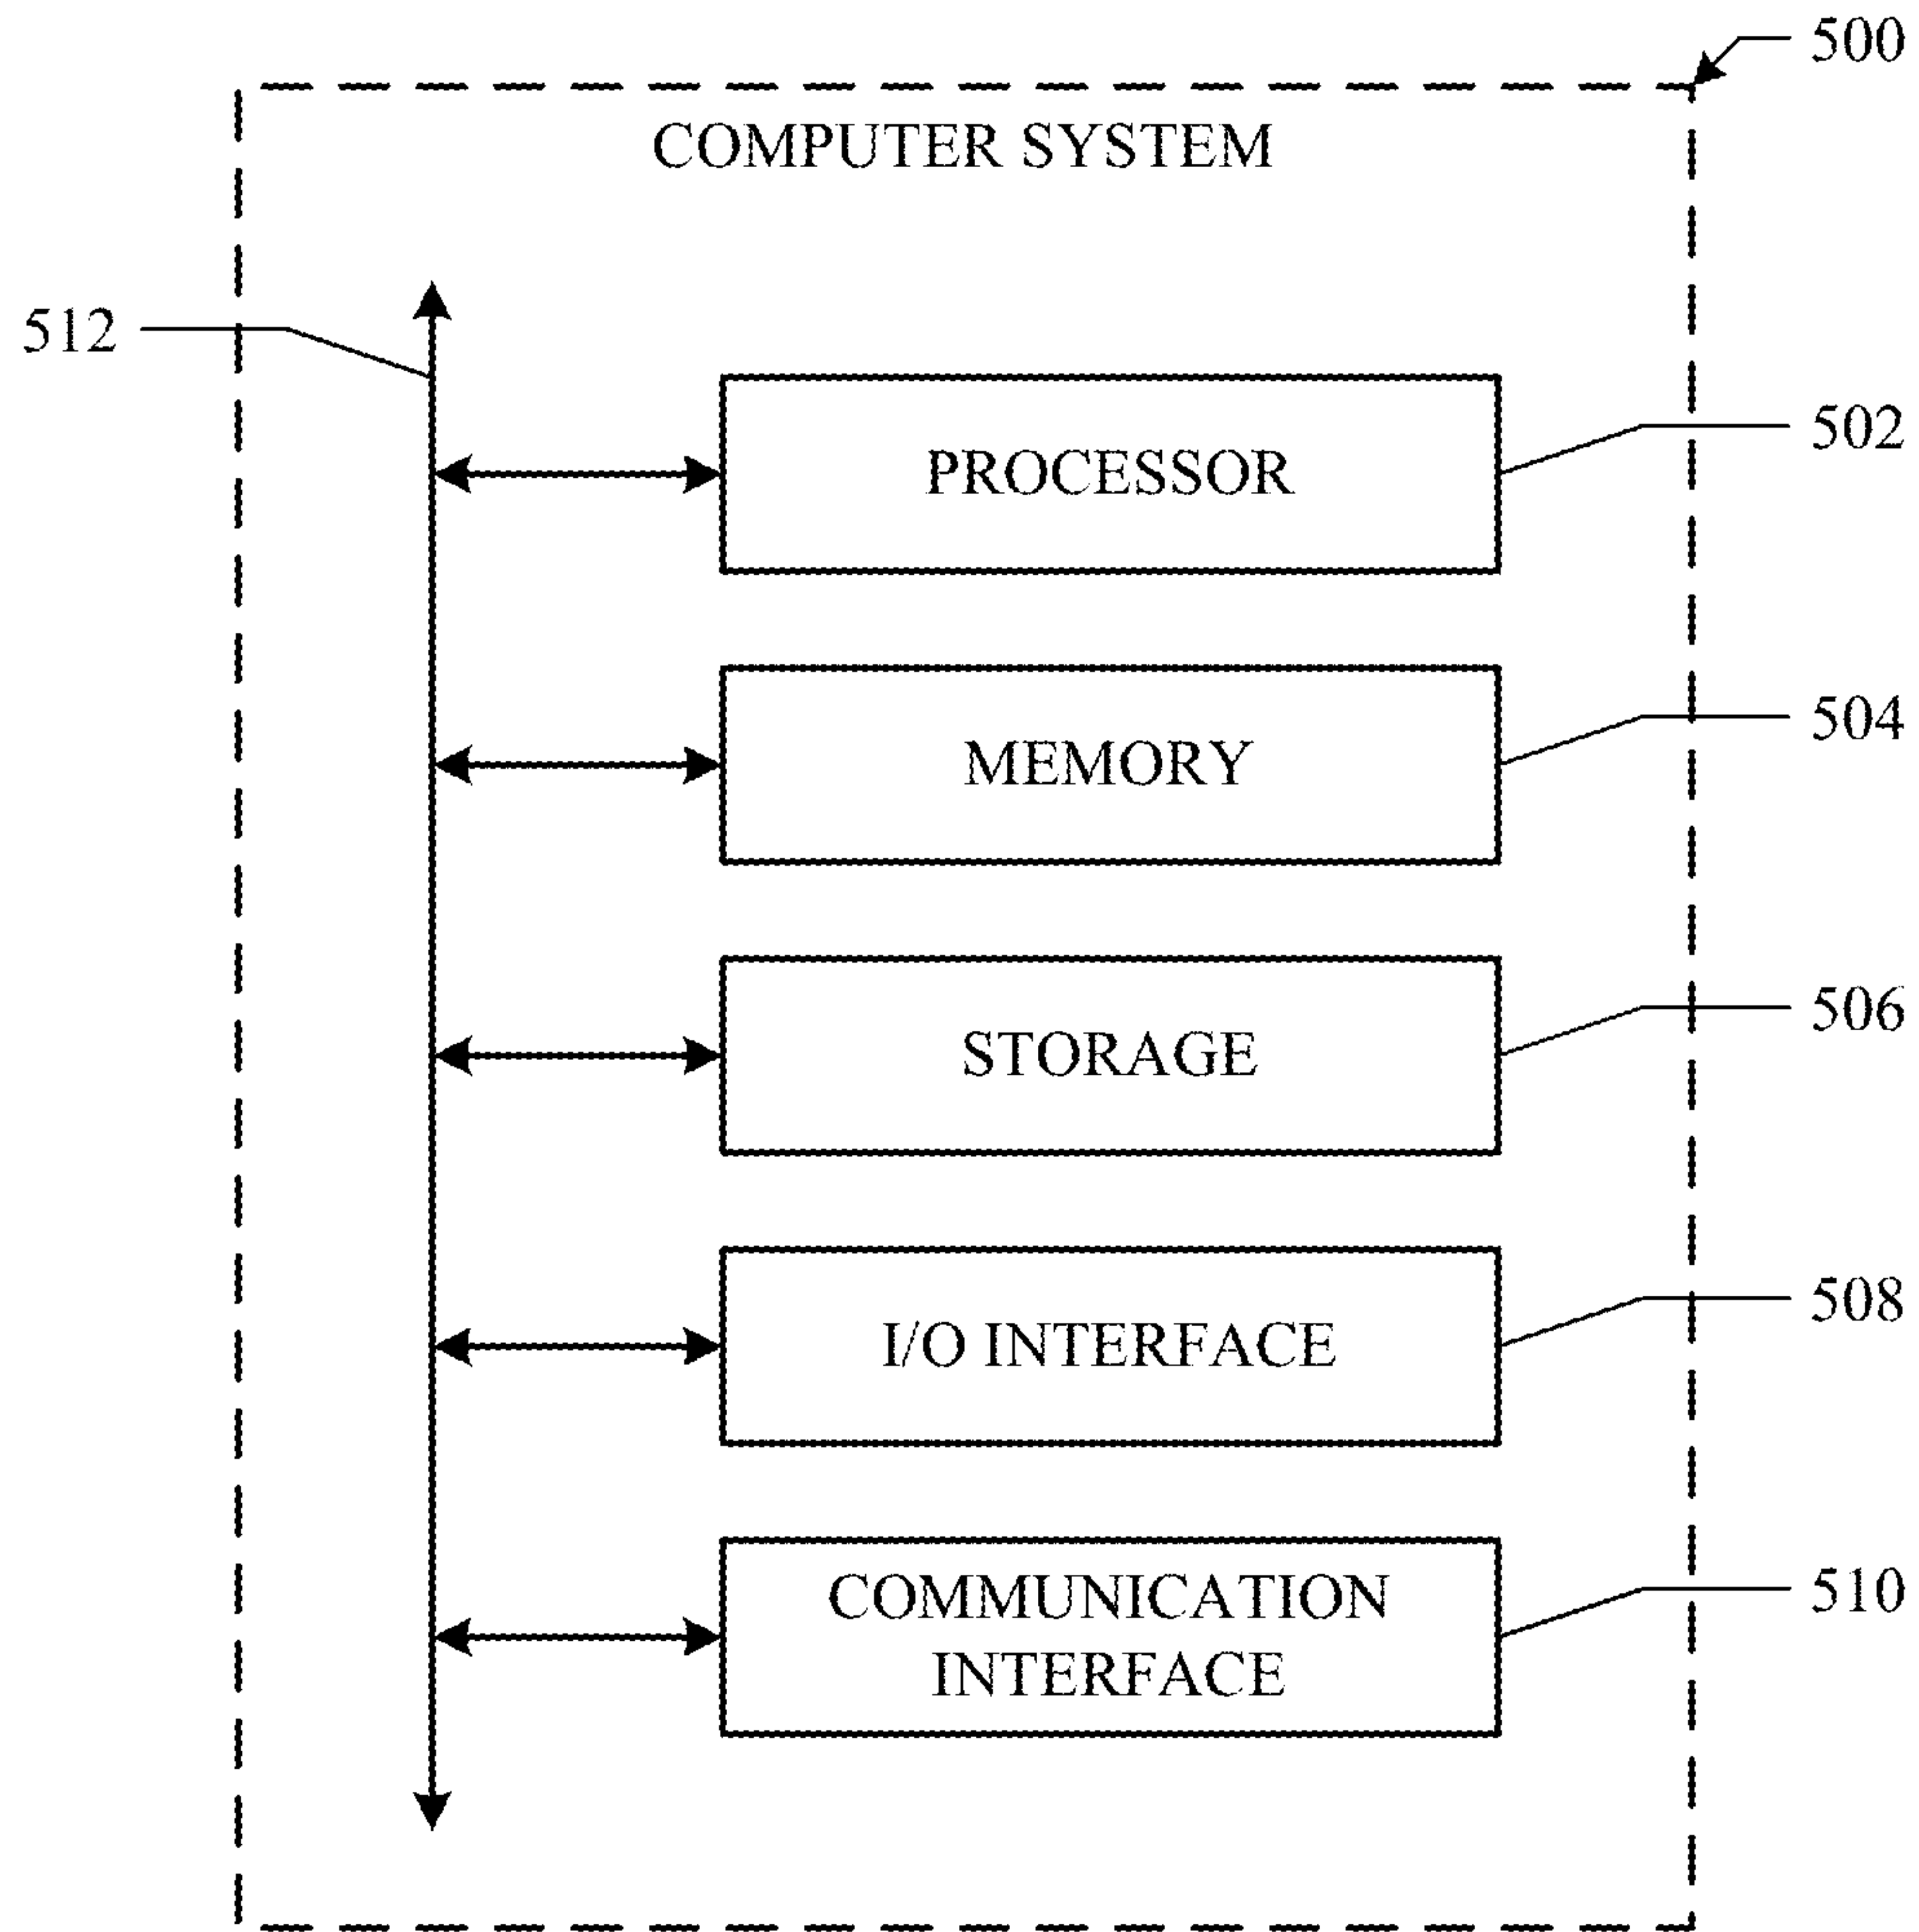 500
COMPUTER SYSTEM
512
502
PROCESSOR
504
MEMORY
506
STORAGE
508
I/O INTERFACE
510
COMMUNICATION
INTERFACE